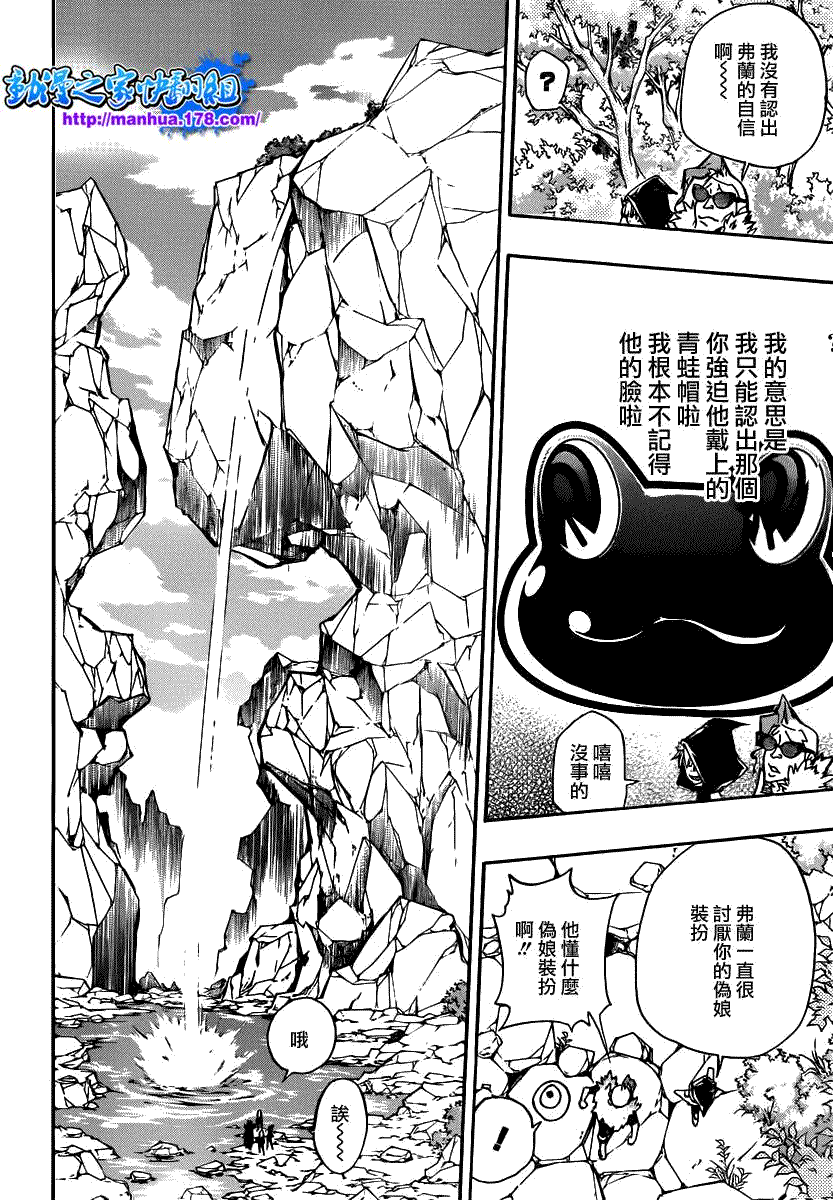 動漫之家快翻組
http://manhua.178.com/
我沒有認出
弗蘭的自信
啊～～
?
我的意思是
我只能認出那個
你強迫他戴上的
青蛙帽啦
我根本不記得
他的臉啦
嘻嘻
沒事的
弗蘭一直很
討厭你的偽娘
裝扮
他懂什麼
偽娘裝扮
啊!!
!
哦
誒～～